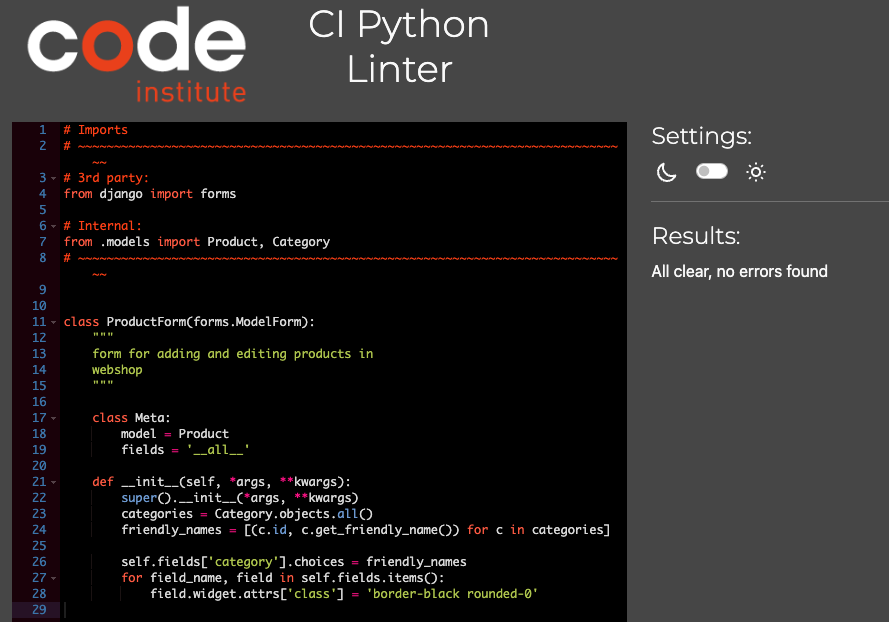 code
institute
CI Python
Linter
1 # Imports
2 # ~~~~~~~~~~~~~~~~~~~~~~~~~~~~~~~~~~~~~~~~~~~~~~~~~~~~~~~~~~~~~~~~~~~~~~~~~~~
~~
3 # 3rd party:
4 from django import forms
5
6 # Internal:
7 from .models import Product, Category
8 # ~~~~~~~~~~~~~~~~~~~~~~~~~~~~~~~~~~~~~~~~~~~~~~~~~~~~~~~~~~~~~~~~~~~~~~~~~~~
~~
9
10
11 class ProductForm(forms.ModelForm):
12     """
13     form for adding and editing products in
14     webshop
15     """
16
17     class Meta:
18         model = Product
19         fields = '__all__'
20
21     def __init__(self, *args, **kwargs):
22         super().__init__(*args, **kwargs)
23         categories = Category.objects.all()
24         friendly_names = [(c.id, c.get_friendly_name()) for c in categories]
25
26         self.fields['category'].choices = friendly_names
27         for field_name, field in self.fields.items():
28             field.widget.attrs['class'] = 'border-black rounded-0'
29
Settings:
Results:
All clear, no errors found